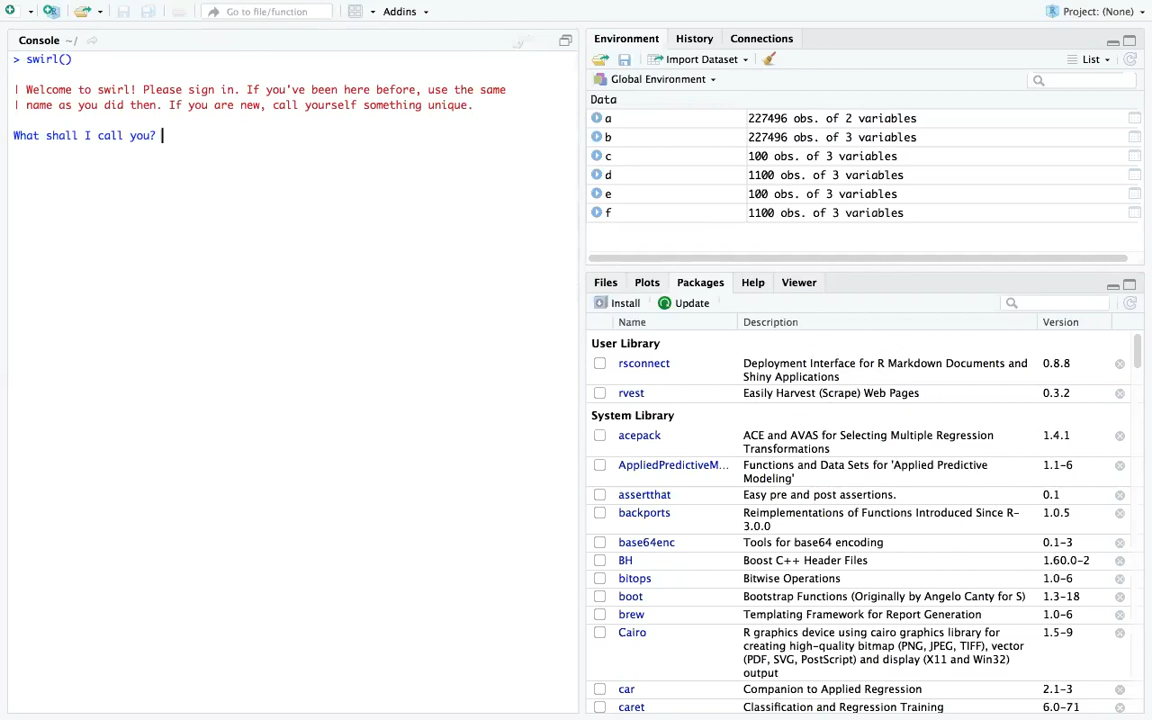 Go to file/function
Addins
Project: (None)
Console ~/
> swirl()
| Welcome to swirl! Please sign in. If you've been here before, use the same
| name as you did then. If you are new, call yourself something unique.
What shall I call you?
Environment History Connections
Import Dataset
List
Global Environment
Data
a 227496 obs. of 2 variables
b 227496 obs. of 3 variables
c 100 obs. of 3 variables
d 1100 obs. of 3 variables
e 100 obs. of 3 variables
f 1100 obs. of 3 variables
Files Plots Packages Help Viewer
Install Update
Name Description Version
User Library
rsconnect Deployment Interface for R Markdown Documents and 0.8.8
Shiny Applications
rvest Easily Harvest (Scrape) Web Pages 0.3.2
System Library
acepack ACE and AVAS for Selecting Multiple Regression 1.4.1
Transformations
AppliedPredictiveM... Functions and Data Sets for 'Applied Predictive 1.1-6
Modeling'
assertthat Easy pre and post assertions. 0.1
backports Reimplementations of Functions Introduced Since R- 1.0.5
3.0.0
base64enc Tools for base64 encoding 0.1-3
BH Boost C++ Header Files 1.60.0-2
bitops Bitwise Operations 1.0-6
boot Bootstrap Functions (Originally by Angelo Canty for S) 1.3-18
brew Templating Framework for Report Generation 1.0-6
Cairo R graphics device using cairo graphics library for 1.5-9
creating high-quality bitmap (PNG, JPEG, TIFF), vector
(PDF, SVG, PostScript) and display (X11 and Win32)
output
car Companion to Applied Regression 2.1-3
caret Classification and Regression Training 6.0-71